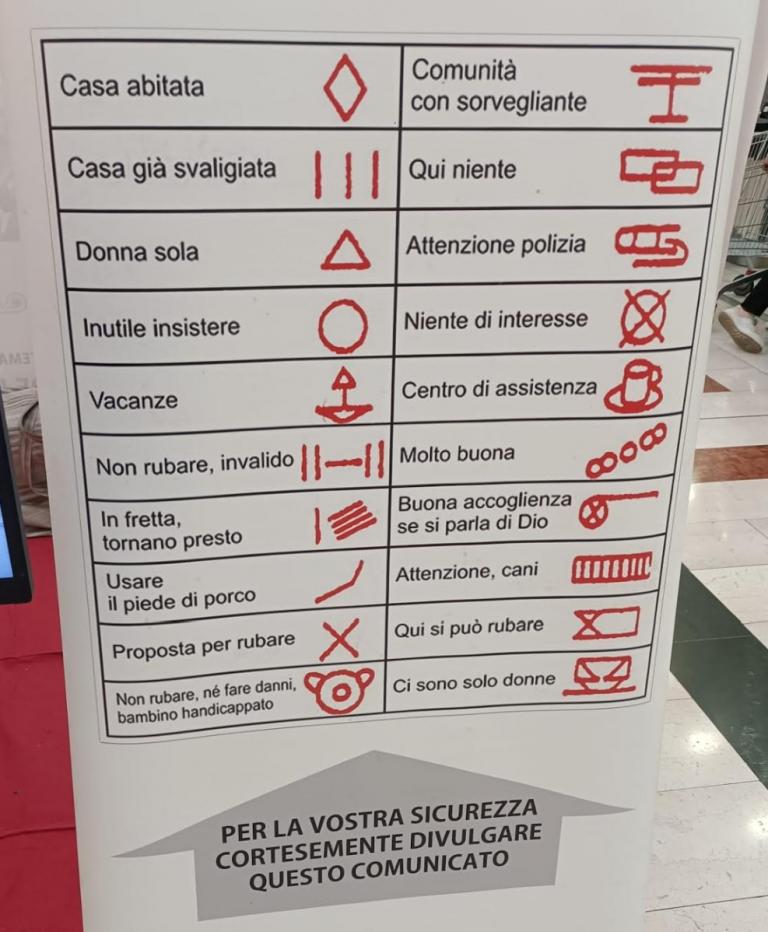 Casa abitata
Comunità
con sorvegliante
Casa già svaligiata
Qui niente
Donna sola
Attenzione polizia
Inutile insistere
Niente di interesse
Vacanze
Centro di assistenza
Non rubare, invalido
Molto buona
In fretta,
tornano presto
Buona accoglienza
se si parla di Dio
Usare
il piede di porco
Attenzione, cani
Proposta per rubare
Qui si può rubare
Non rubare, né fare danni,
bambino handicappato
Ci sono solo donne
PER LA VOSTRA SICUREZZA
CORTESEMENTE DIVULGARE
QUESTO COMUNICATO